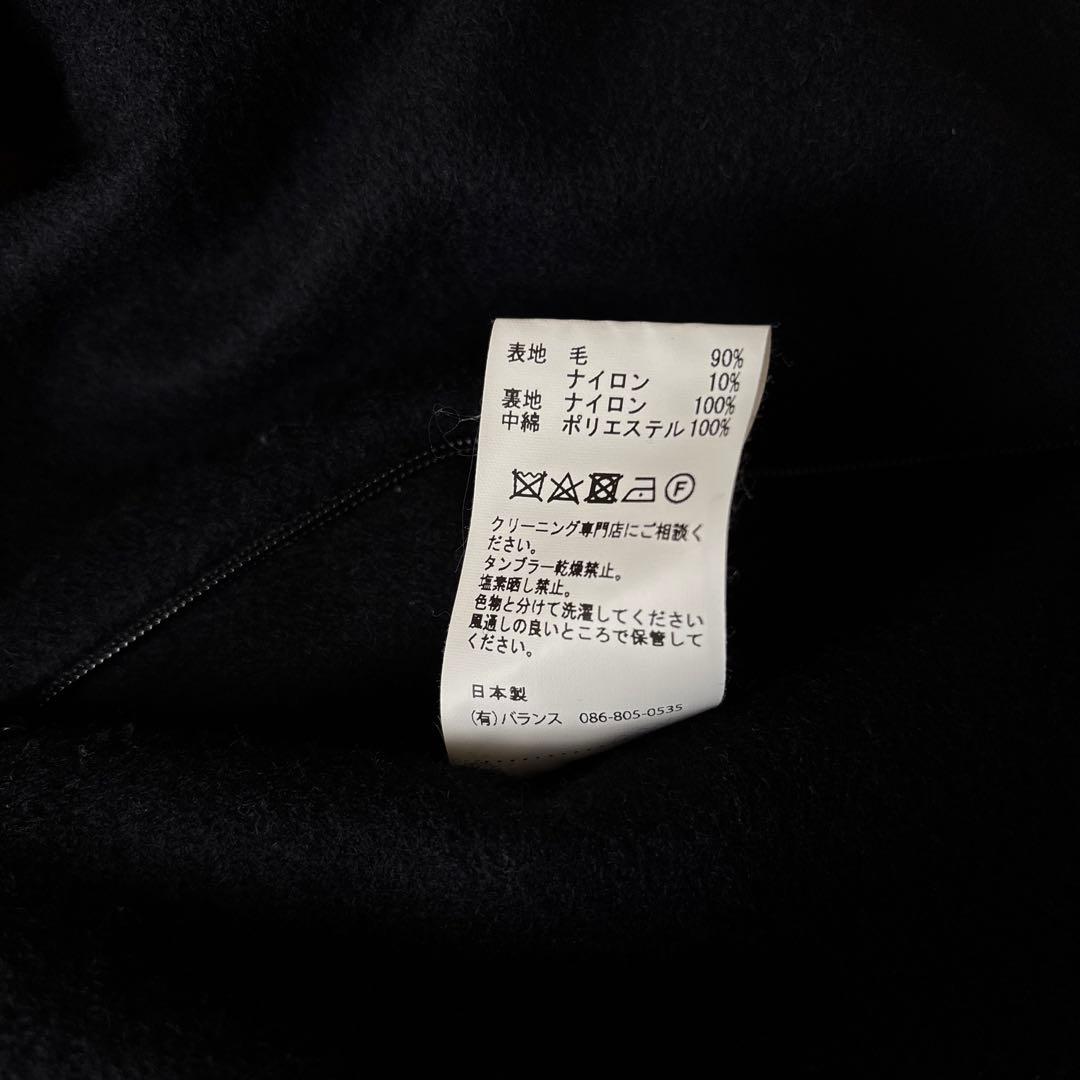 表地 毛 90%
ナイロン 10%
裏地 ナイロン 100%
中綿 ポリエステル 100%
F
クリーニング専門店にご相談く
ださい。
タンブラー乾燥禁止。
塩素晒し禁止。
色物と分けて洗濯してください
風通しの良いところで保管して
ください。
日本製
(有)バランス 086-805-0535